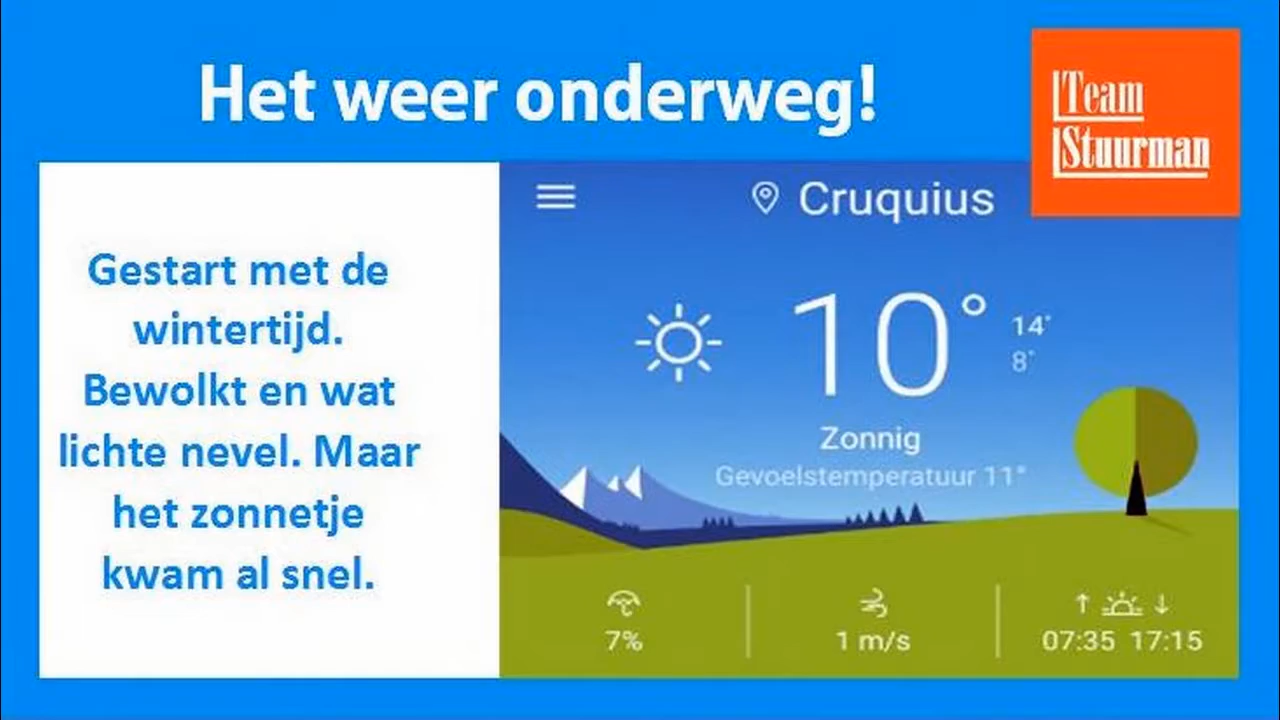 Het weer onderweg!
Team
Stuurman
Gestart met de
wintertijd.
Bewolkt en wat
lichte nevel. Maar
het zonnetje
kwam al snel.
Cruquius
10°
14°
8°
Zonnig
Gevoelstemperatuur 11°
7%
1 m/s
↑ ↓
07:35 17:15